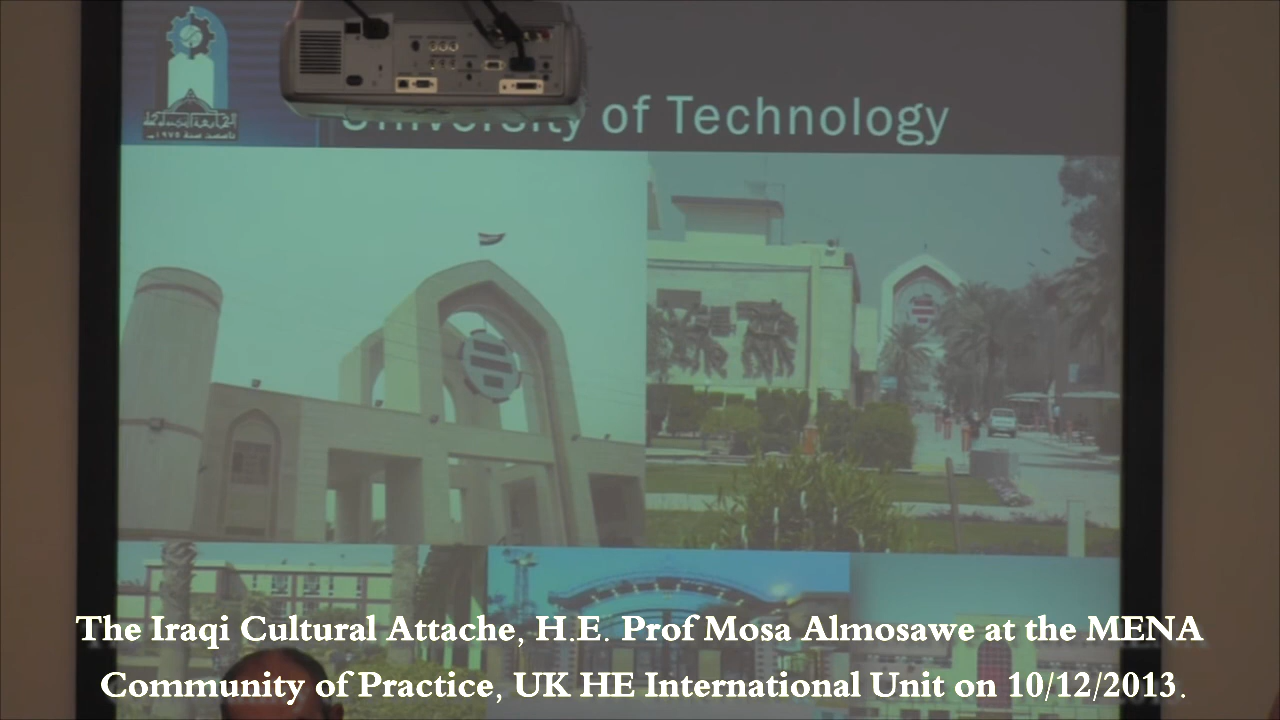 University of Technology
The Iraqi Cultural Attache, H.E. Prof Mosa Almosawe at the MENA
Community of Practice, UK HE International Unit on 10/12/2013.